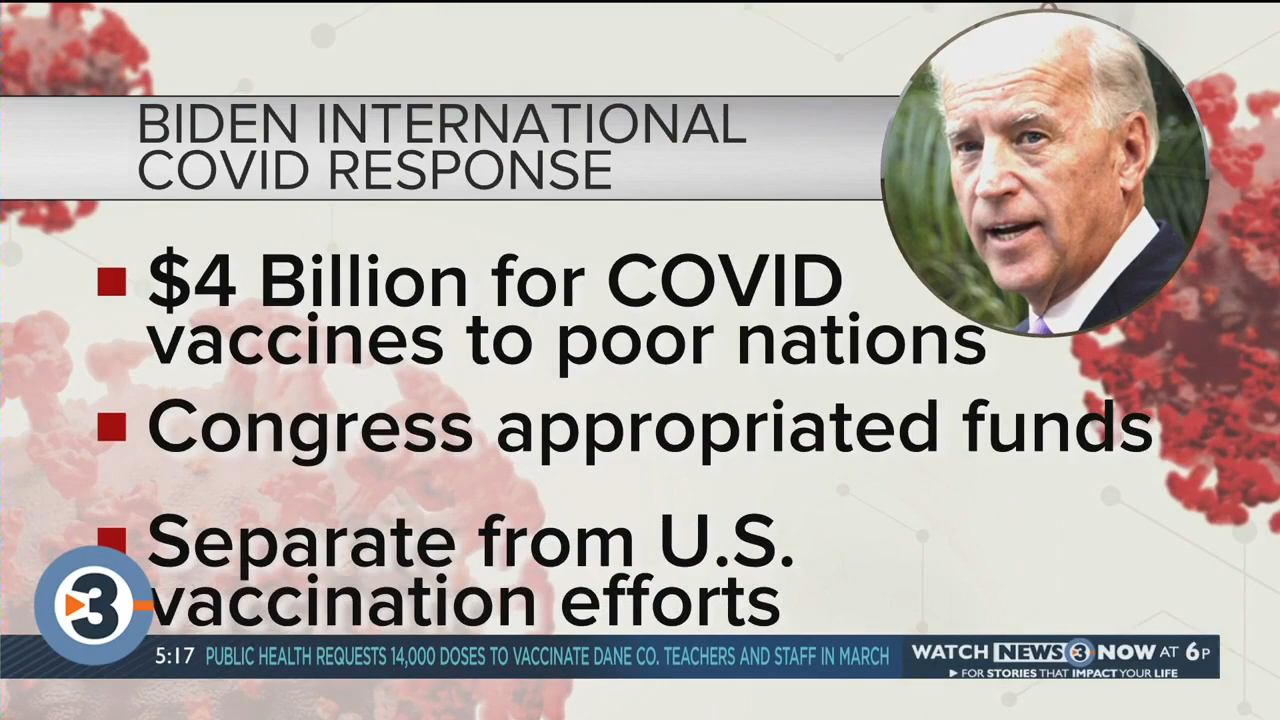 BIDEN INTERNATIONAL
COVID RESPONSE
$4 Billion for COVID
vaccines to poor nations
Congress appropriated funds
Separate from U.S.
vaccination efforts
3
5:17 PUBLIC HEALTH REQUESTS 14,000 DOSES TO VACCINATE DANE CO. TEACHERS AND STAFF IN MARCH
WATCH NEWS 3 NOW AT 6P
FOR STORIES THAT IMPACT YOUR LIFE